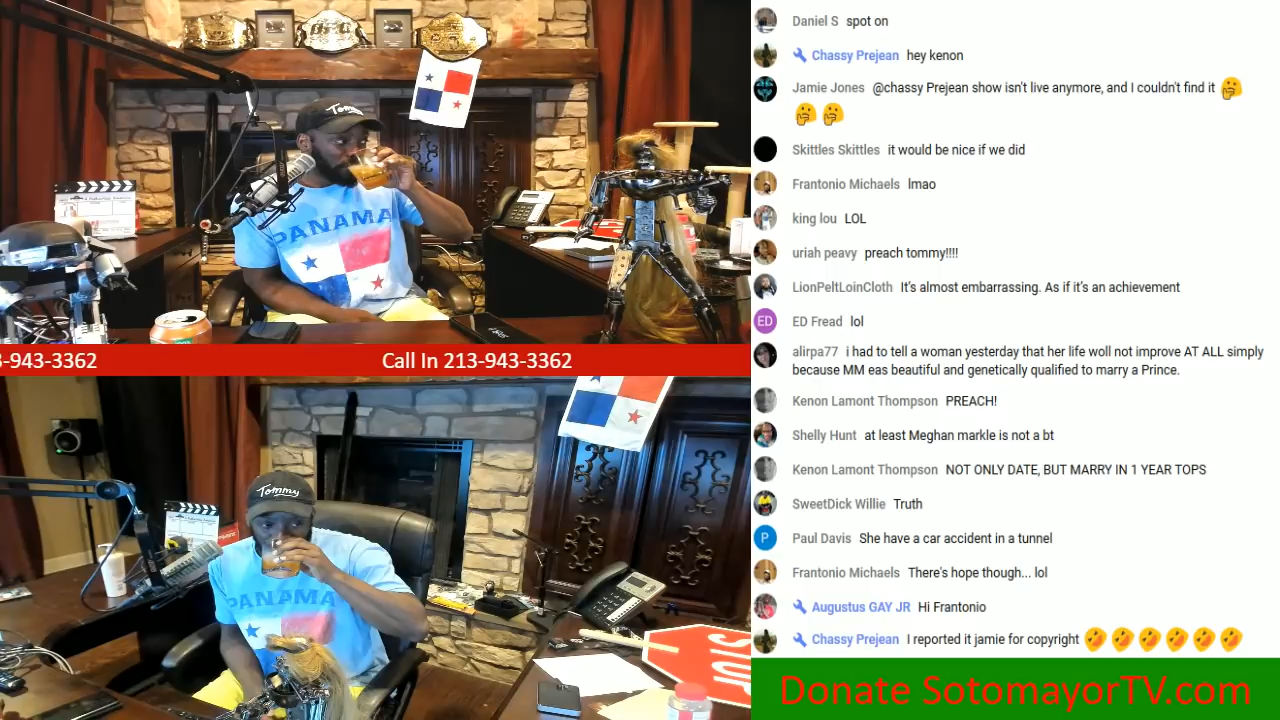 Tommy
PANAMA
3-943-3362
Call In 213-943-3362
Tommy
PANAMA
STOP
Daniel S spot on
Chassy Prejean hey kenon
Jamie Jones @chassy Prejean show isn't live anymore, and I couldn't find it 🤔
🤔 🤔
Skittles Skittles it would be nice if we did
Frantonio Michaels lmao
king lou LOL
uriah peavy preach tommy!!!!
LionPeltLoinCloth It's almost embarrassing. As if it's an achievement
ED
ED Fread lol
alirpa77 i had to tell a woman yesterday that her life woll not improve AT ALL simply
because MM eas beautiful and genetically qualified to marry a Prince.
Kenon Lamont Thompson PREACH!
Shelly Hunt at least Meghan markle is not a bt
Kenon Lamont Thompson NOT ONLY DATE, BUT MARRY IN 1 YEAR TOPS
SweetDick Willie Truth
P
Paul Davis She have a car accident in a tunnel
Frantonio Michaels There's hope though... lol
Augustus GAY JR Hi Frantonio
Chassy Prejean I reported it jamie for copyright 🤣 🤣 🤣 🤣 🤣 🤣
Donate SotomayorTV.com